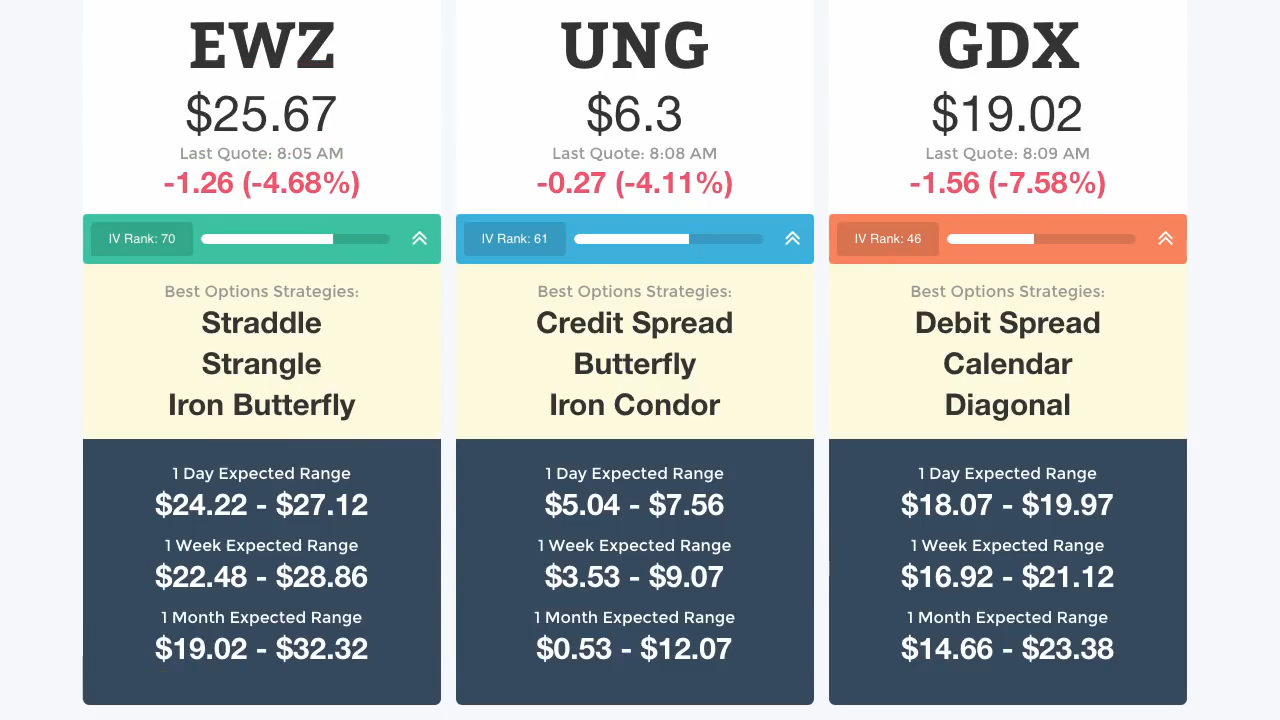 EWZ
$25.67
Last Quote: 8:05 AM
-1.26 (-4.68%)
IV Rank: 70
Best Options Strategies:
Straddle
Strangle
Iron Butterfly
1 Day Expected Range
$24.22 - $27.12
1 Week Expected Range
$22.48 - $28.86
1 Month Expected Range
$19.02 - $32.32
UNG
$6.3
Last Quote: 8:08 AM
-0.27 (-4.11%)
IV Rank: 61
Best Options Strategies:
Credit Spread
Butterfly
Iron Condor
1 Day Expected Range
$5.04 - $7.56
1 Week Expected Range
$3.53 - $9.07
1 Month Expected Range
$0.53 - $12.07
GDX
$19.02
Last Quote: 8:09 AM
-1.56 (-7.58%)
IV Rank: 46
Best Options Strategies:
Debit Spread
Calendar
Diagonal
1 Day Expected Range
$18.07 - $19.97
1 Week Expected Range
$16.92 - $21.12
1 Month Expected Range
$14.66 - $23.38